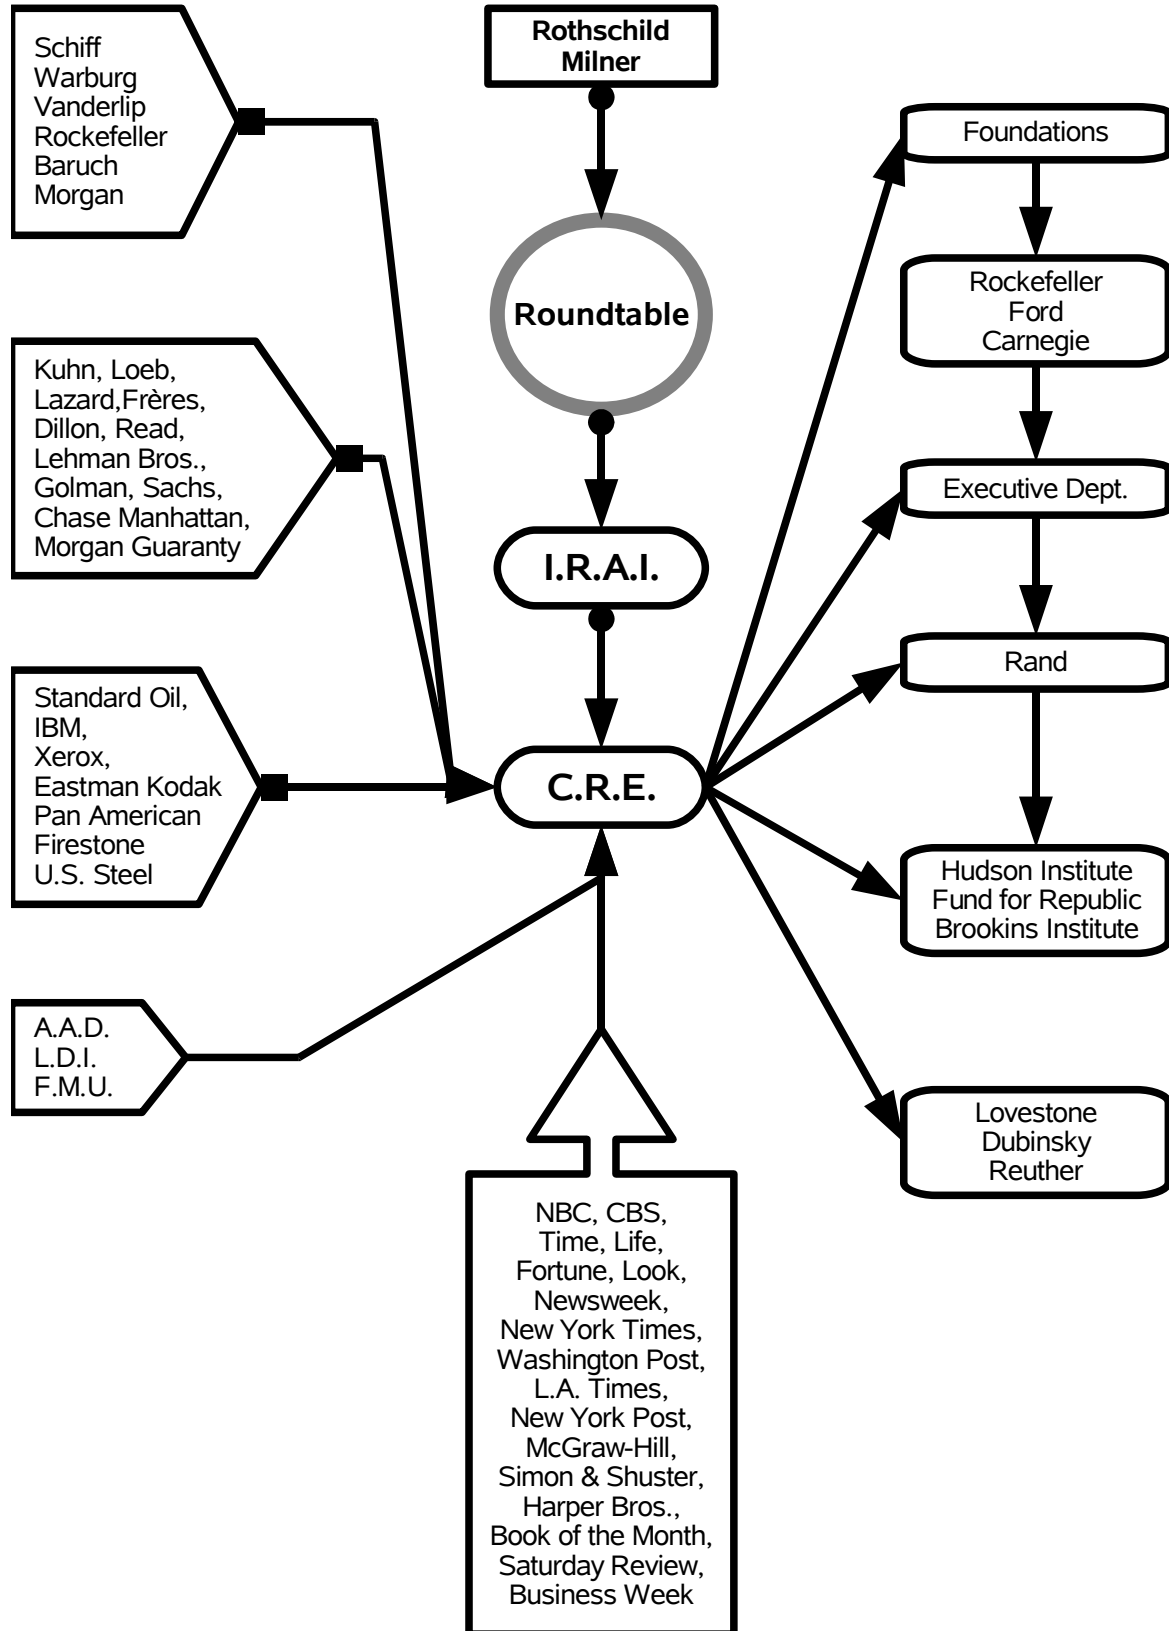 Schiff
Warburg
Vanderlip
Rockefeller
Baruch
Morgan
Rothschild
Milner
Foundations
Roundtable
Rockefeller
Ford
Carnegie
Kuhn, Loeb,
Lazard,Frères,
Dillon, Read,
Lehman Bros.,
Golman, Sachs,
Chase Manhattan,
Morgan Guaranty
Executive Dept.
I.R.A.I.
Rand
Standard Oil,
IBM,
Xerox,
Eastman Kodak
Pan American
Firestone
U.S. Steel
C.R.E.
Hudson Institute
Fund for Republic
Brookins Institute
A.A.D.
L.D.I.
F.M.U.
Lovestone
Dubinsky
Reuther
NBC, CBS,
Time, Life,
Fortune, Look,
Newsweek,
New York Times,
Washington Post,
L.A. Times,
New York Post,
McGraw-Hill,
Simon & Shuster,
Harper Bros.,
Book of the Month,
Saturday Review,
Business Week